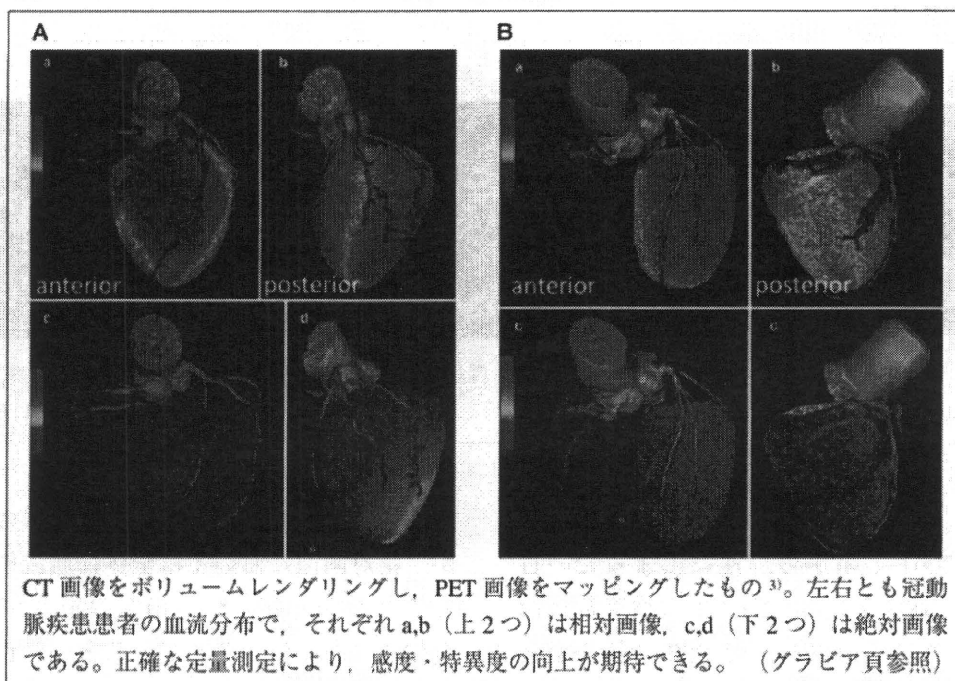 A
B
a
b
anterior
posterior
c
d
a
b
anterior
posterior
c
d
CT 画像をボリュームレンダリングし，PET 画像をマッピングしたもの³⁾。左右とも冠動
脈疾患患者の血流分布で，それぞれ a,b（上 2 つ）は相対画像，c,d（下 2 つ）は絶対画像
である。正確な定量測定により，感度・特異度の向上が期待できる。　（グラビア頁参照）